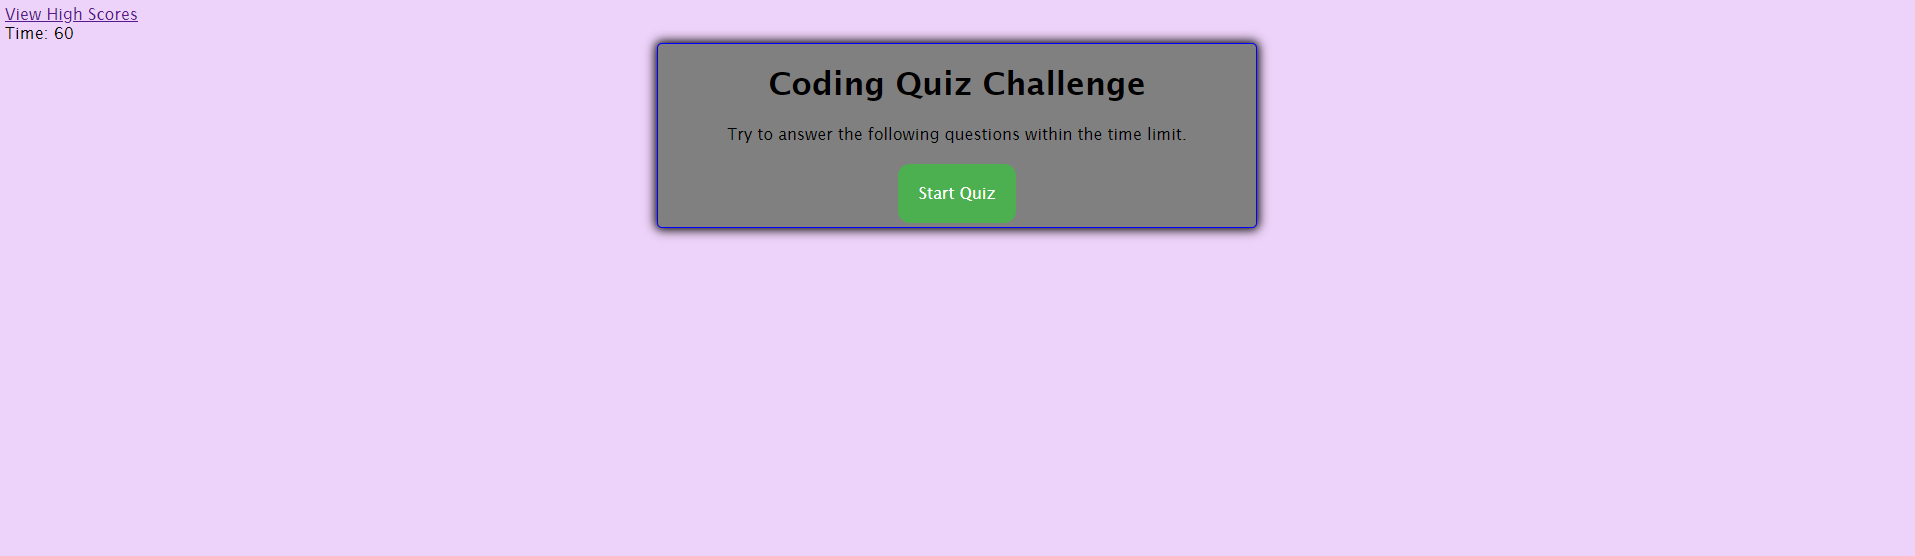 View High Scores
Time: 60
Coding Quiz Challenge
Try to answer the following questions within the time limit.
Start Quiz